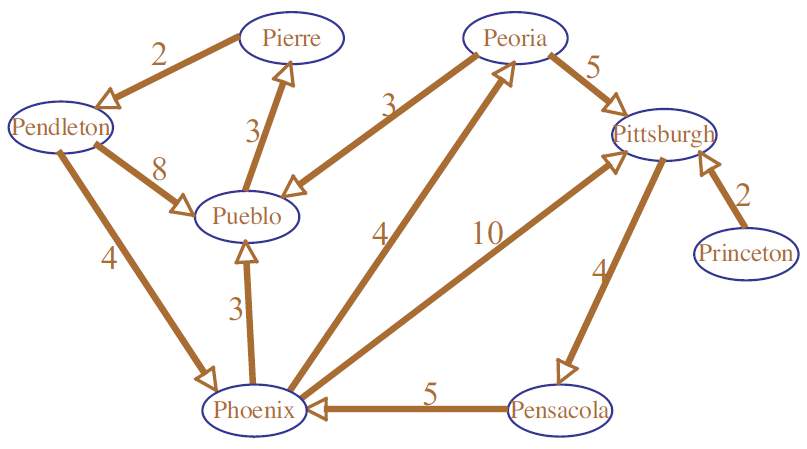 Pierre
Peoria
2
5
3
Pendleton
3
Pittsburgh
8
2
Pueblo
4
10
4
Princeton
4
3
5
Phoenix
Pensacola